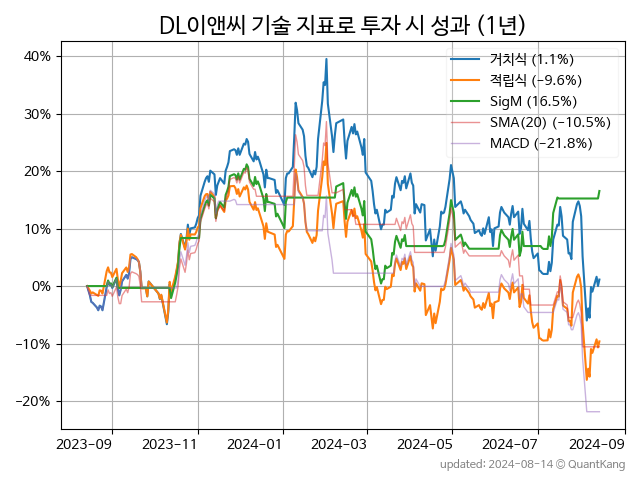 DL이앤씨 기술 지표로 투자 시 성과 (1년)
40%
30%
20%
10%
0%
−10%
−20%
거치식 (1.1%)
적립식 (−9.6%)
SigM (16.5%)
SMA(20) (−10.5%)
MACD (−21.8%)
2023-09 2023-11 2024-01 2024-03 2024-05 2024-07 2024-09
updated: 2024-08-14 © QuantKang